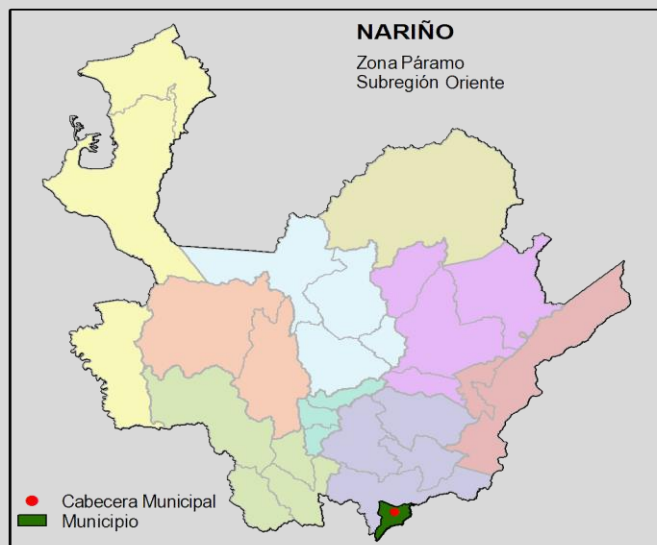 NARIÑO
Zona Páramo
Subregión Oriente
Cabecera Municipal
Municipio